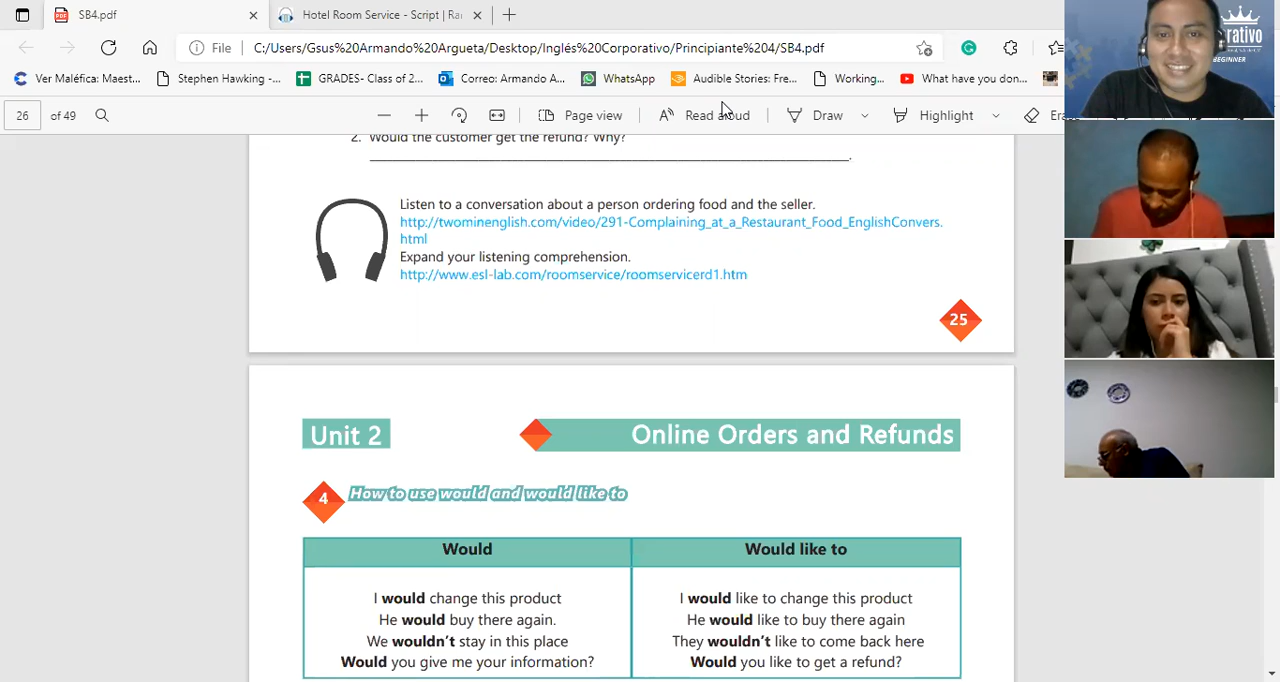 SB4.pdf
Hotel Room Service - Script | Ra
File C:/Users/Gsus%20Armando%20Argueta/Desktop/Inglés%20Corporativo/Principiante%204/SB4.pdf
Ver Maléfica: Maest... Stephen Hawking -... GRADES- Class of 2... Correo: Armando A... WhatsApp Audible Stories: Fre... Working... What have you don...
26 of 49 Page view Read aloud Draw Highlight
rativo
BEGINNER
2. Would the customer get the refund? Why?
Listen to a conversation about a person ordering food and the seller.
http://twominenglish.com/video/291-Complaining_at_a_Restaurant_Food_EnglishConvers.
html
Expand your listening comprehension.
http://www.esl-lab.com/roomservice/roomservicerd1.htm
25
Unit 2 Online Orders and Refunds
4 How to use would and would like to
Would Would like to
I would change this product I would like to change this product
He would buy there again. He would like to buy there again
We wouldn't stay in this place They wouldn't like to come back here
Would you give me your information? Would you like to get a refund?